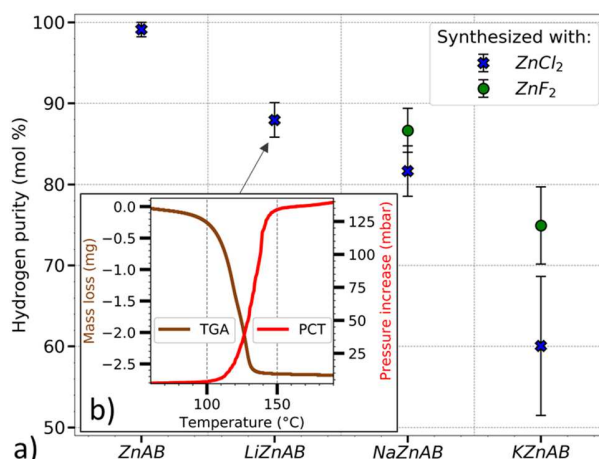 100
90
80
70
60
50
Hydrogen purity (mol %)
Synthesized with:
ZnCl₂
ZnF₂
0.0
−0.5
−1.0
−1.5
−2.0
−2.5
Mass loss (mg)
TGA
PCT
125
100
75
50
25
Pressure increase (mbar)
100
150
Temperature (°C)
b)
a)
ZnAB
LiZnAB
NaZnAB
KZnAB